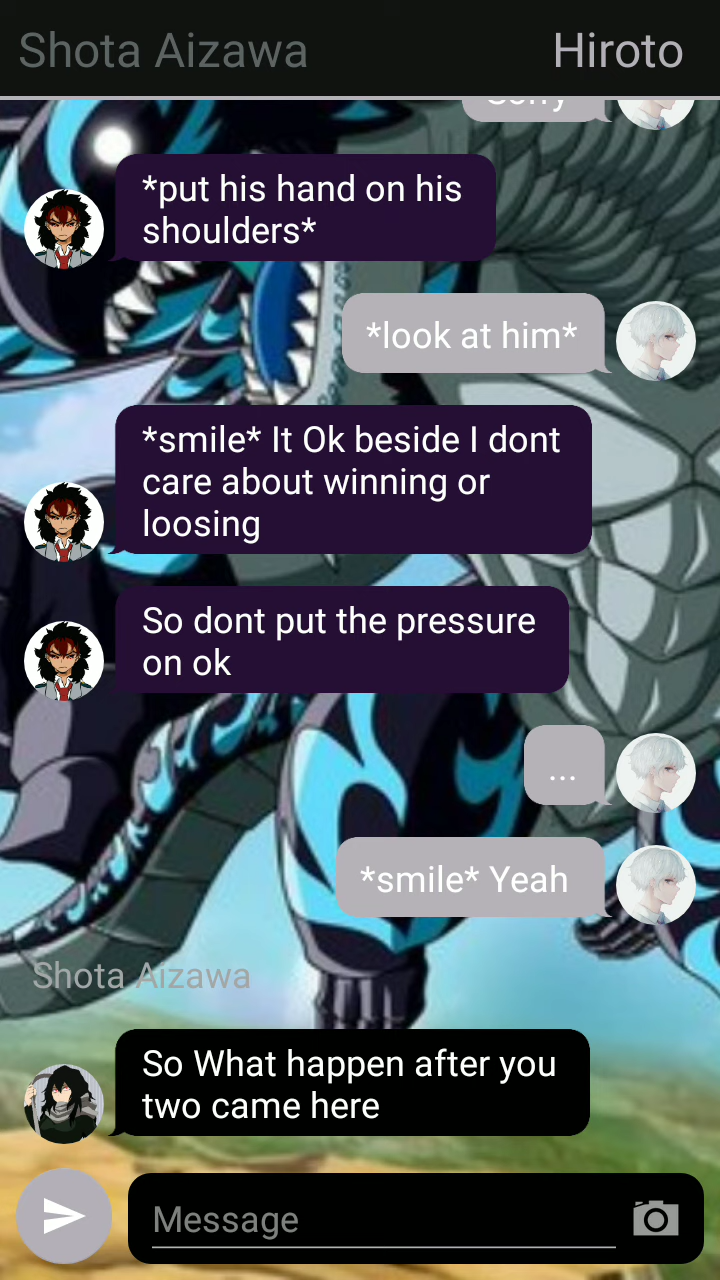 Shota Aizawa
Hiroto
Sorry
*put his hand on his
shoulders*
*look at him*
*smile* It Ok beside I dont
care about winning or
loosing
So dont put the pressure
on ok
...
*smile* Yeah
Shota Aizawa
So What happen after you
two came here
Message